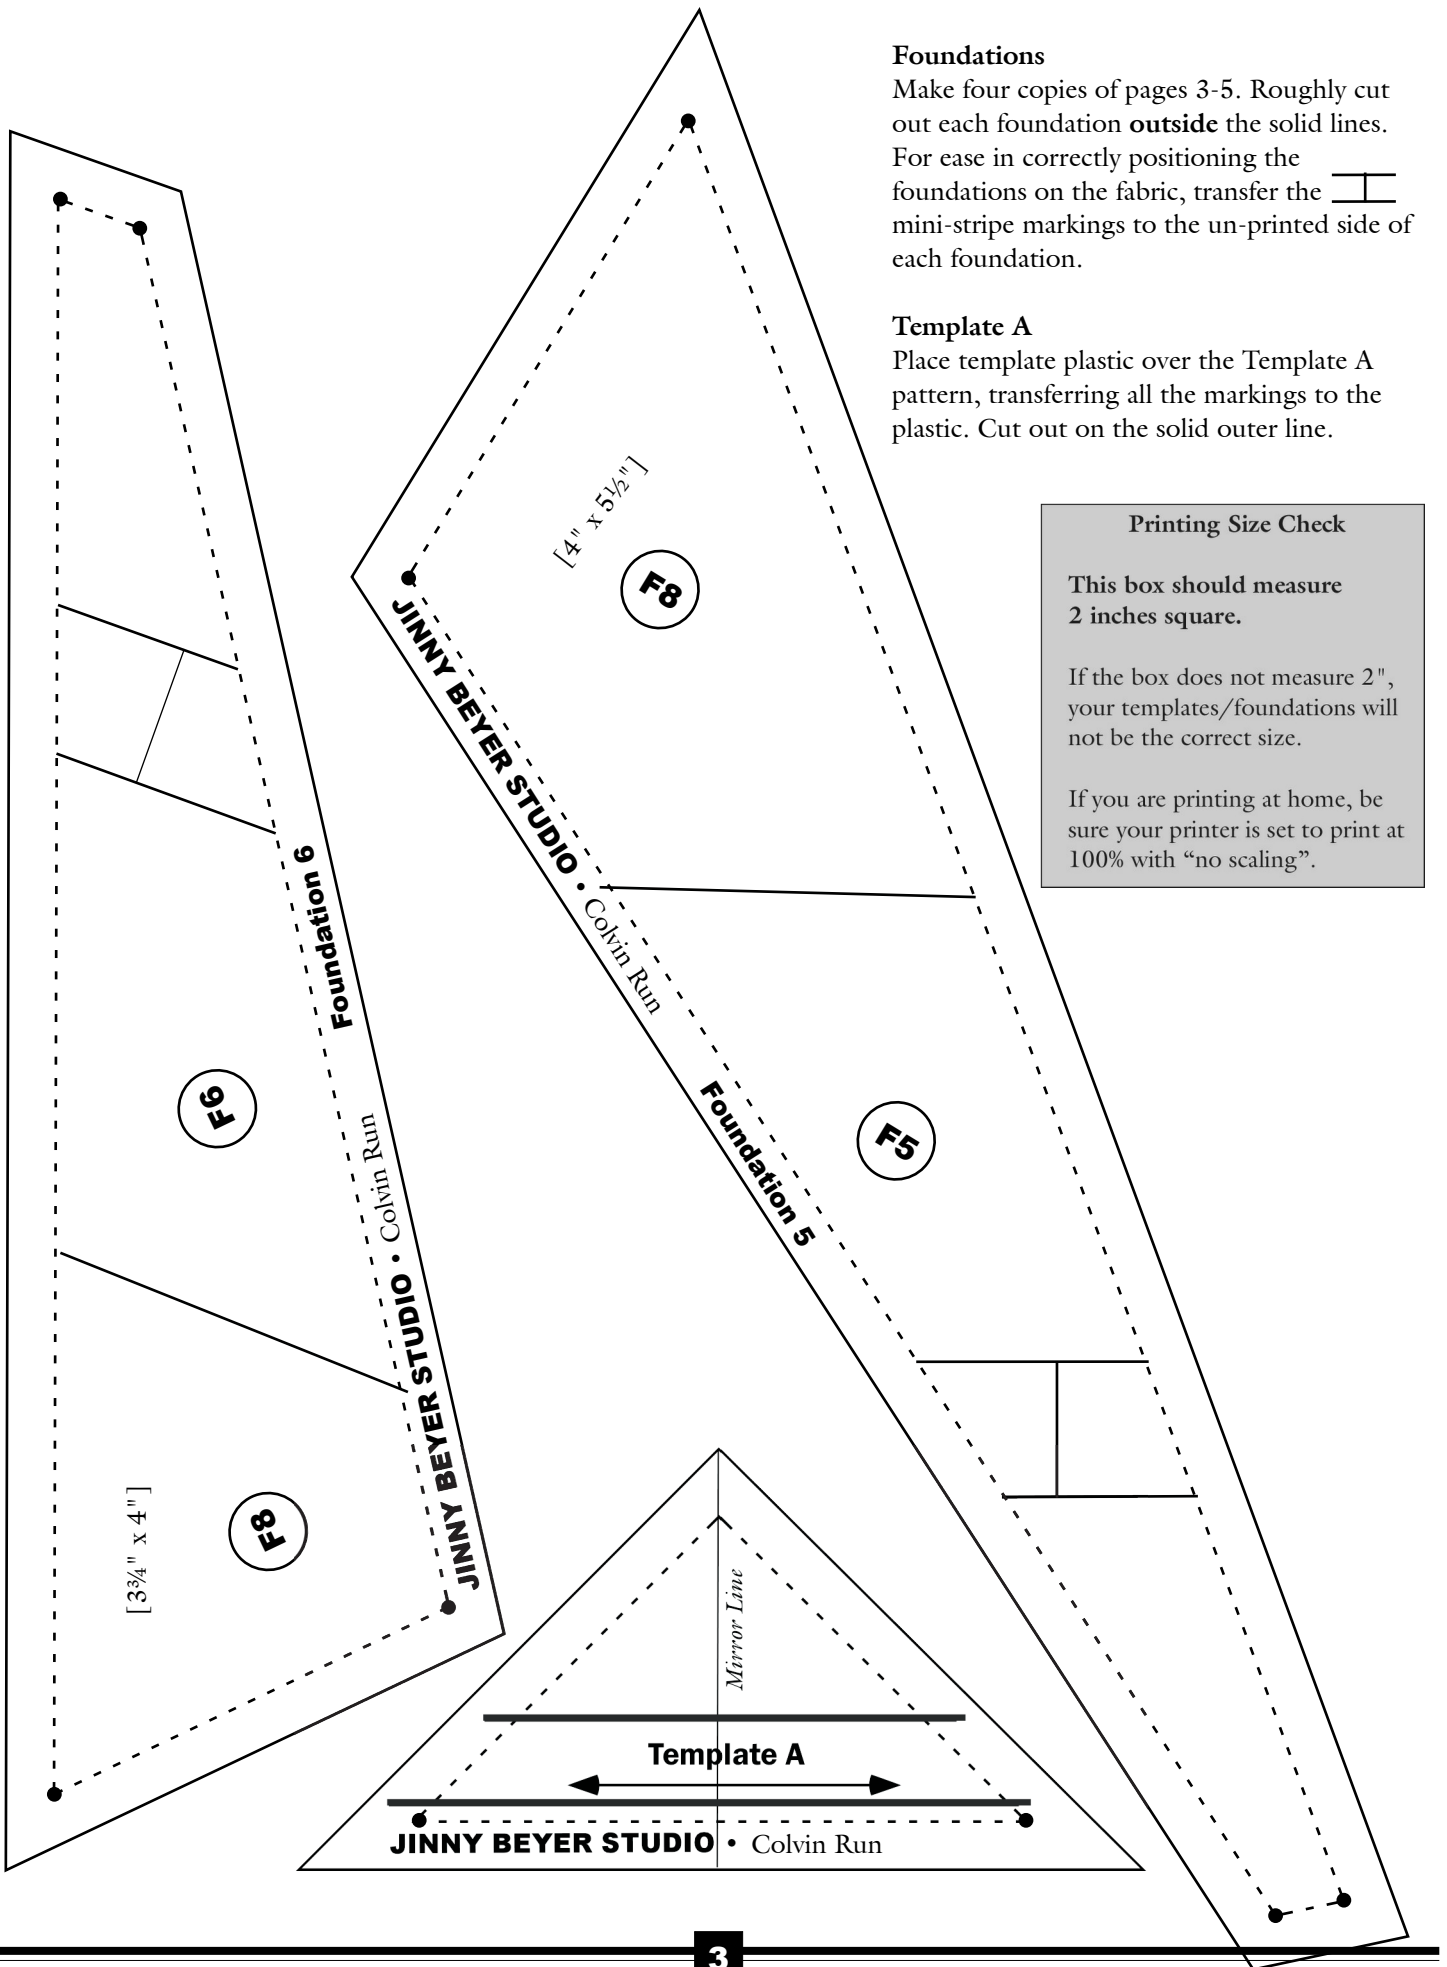 Foundations
Make four copies of pages 3-5. Roughly cut
out each foundation outside the solid lines.
For ease in correctly positioning the
foundations on the fabric, transfer the
mini-stripe markings to the un-printed side of
each foundation.
Template A
Place template plastic over the Template A
pattern, transferring all the markings to the
plastic. Cut out on the solid outer line.
Printing Size Check
This box should measure
2 inches square.
If the box does not measure 2",
your templates/foundations will
not be the correct size.
If you are printing at home, be
sure your printer is set to print at
100% with “no scaling”.
[4" x 5½"]
F8
JINNY BEYER STUDIO • Colvin Run
Foundation 5
F5
Foundation 6
F6
JINNY BEYER STUDIO • Colvin Run
F8
[3¾" x 4"]
Mirror Line
Template A
JINNY BEYER STUDIO • Colvin Run
3